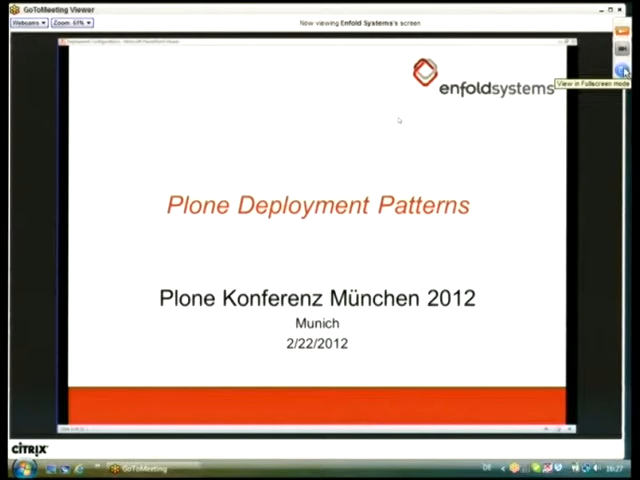 GoToMeeting Viewer
Webcams
Zoom: 61%
Now viewing Enfold Systems's screen
View in Fullscreen mode
enfoldsystems
Plone Deployment Patterns
Plone Konferenz München 2012
Munich
2/22/2012
CITRIX
GoToMeeting
DE
16:27